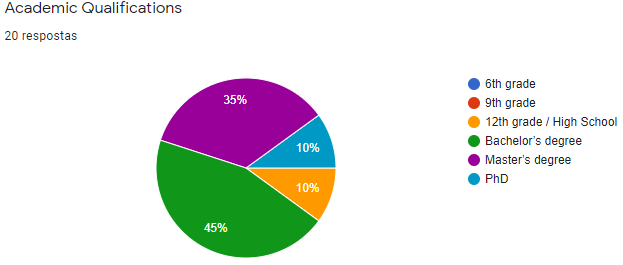 Academic Qualifications
20 respostas
35%
10%
10%
45%
6th grade
9th grade
12th grade / High School
Bachelor’s degree
Master’s degree
PhD